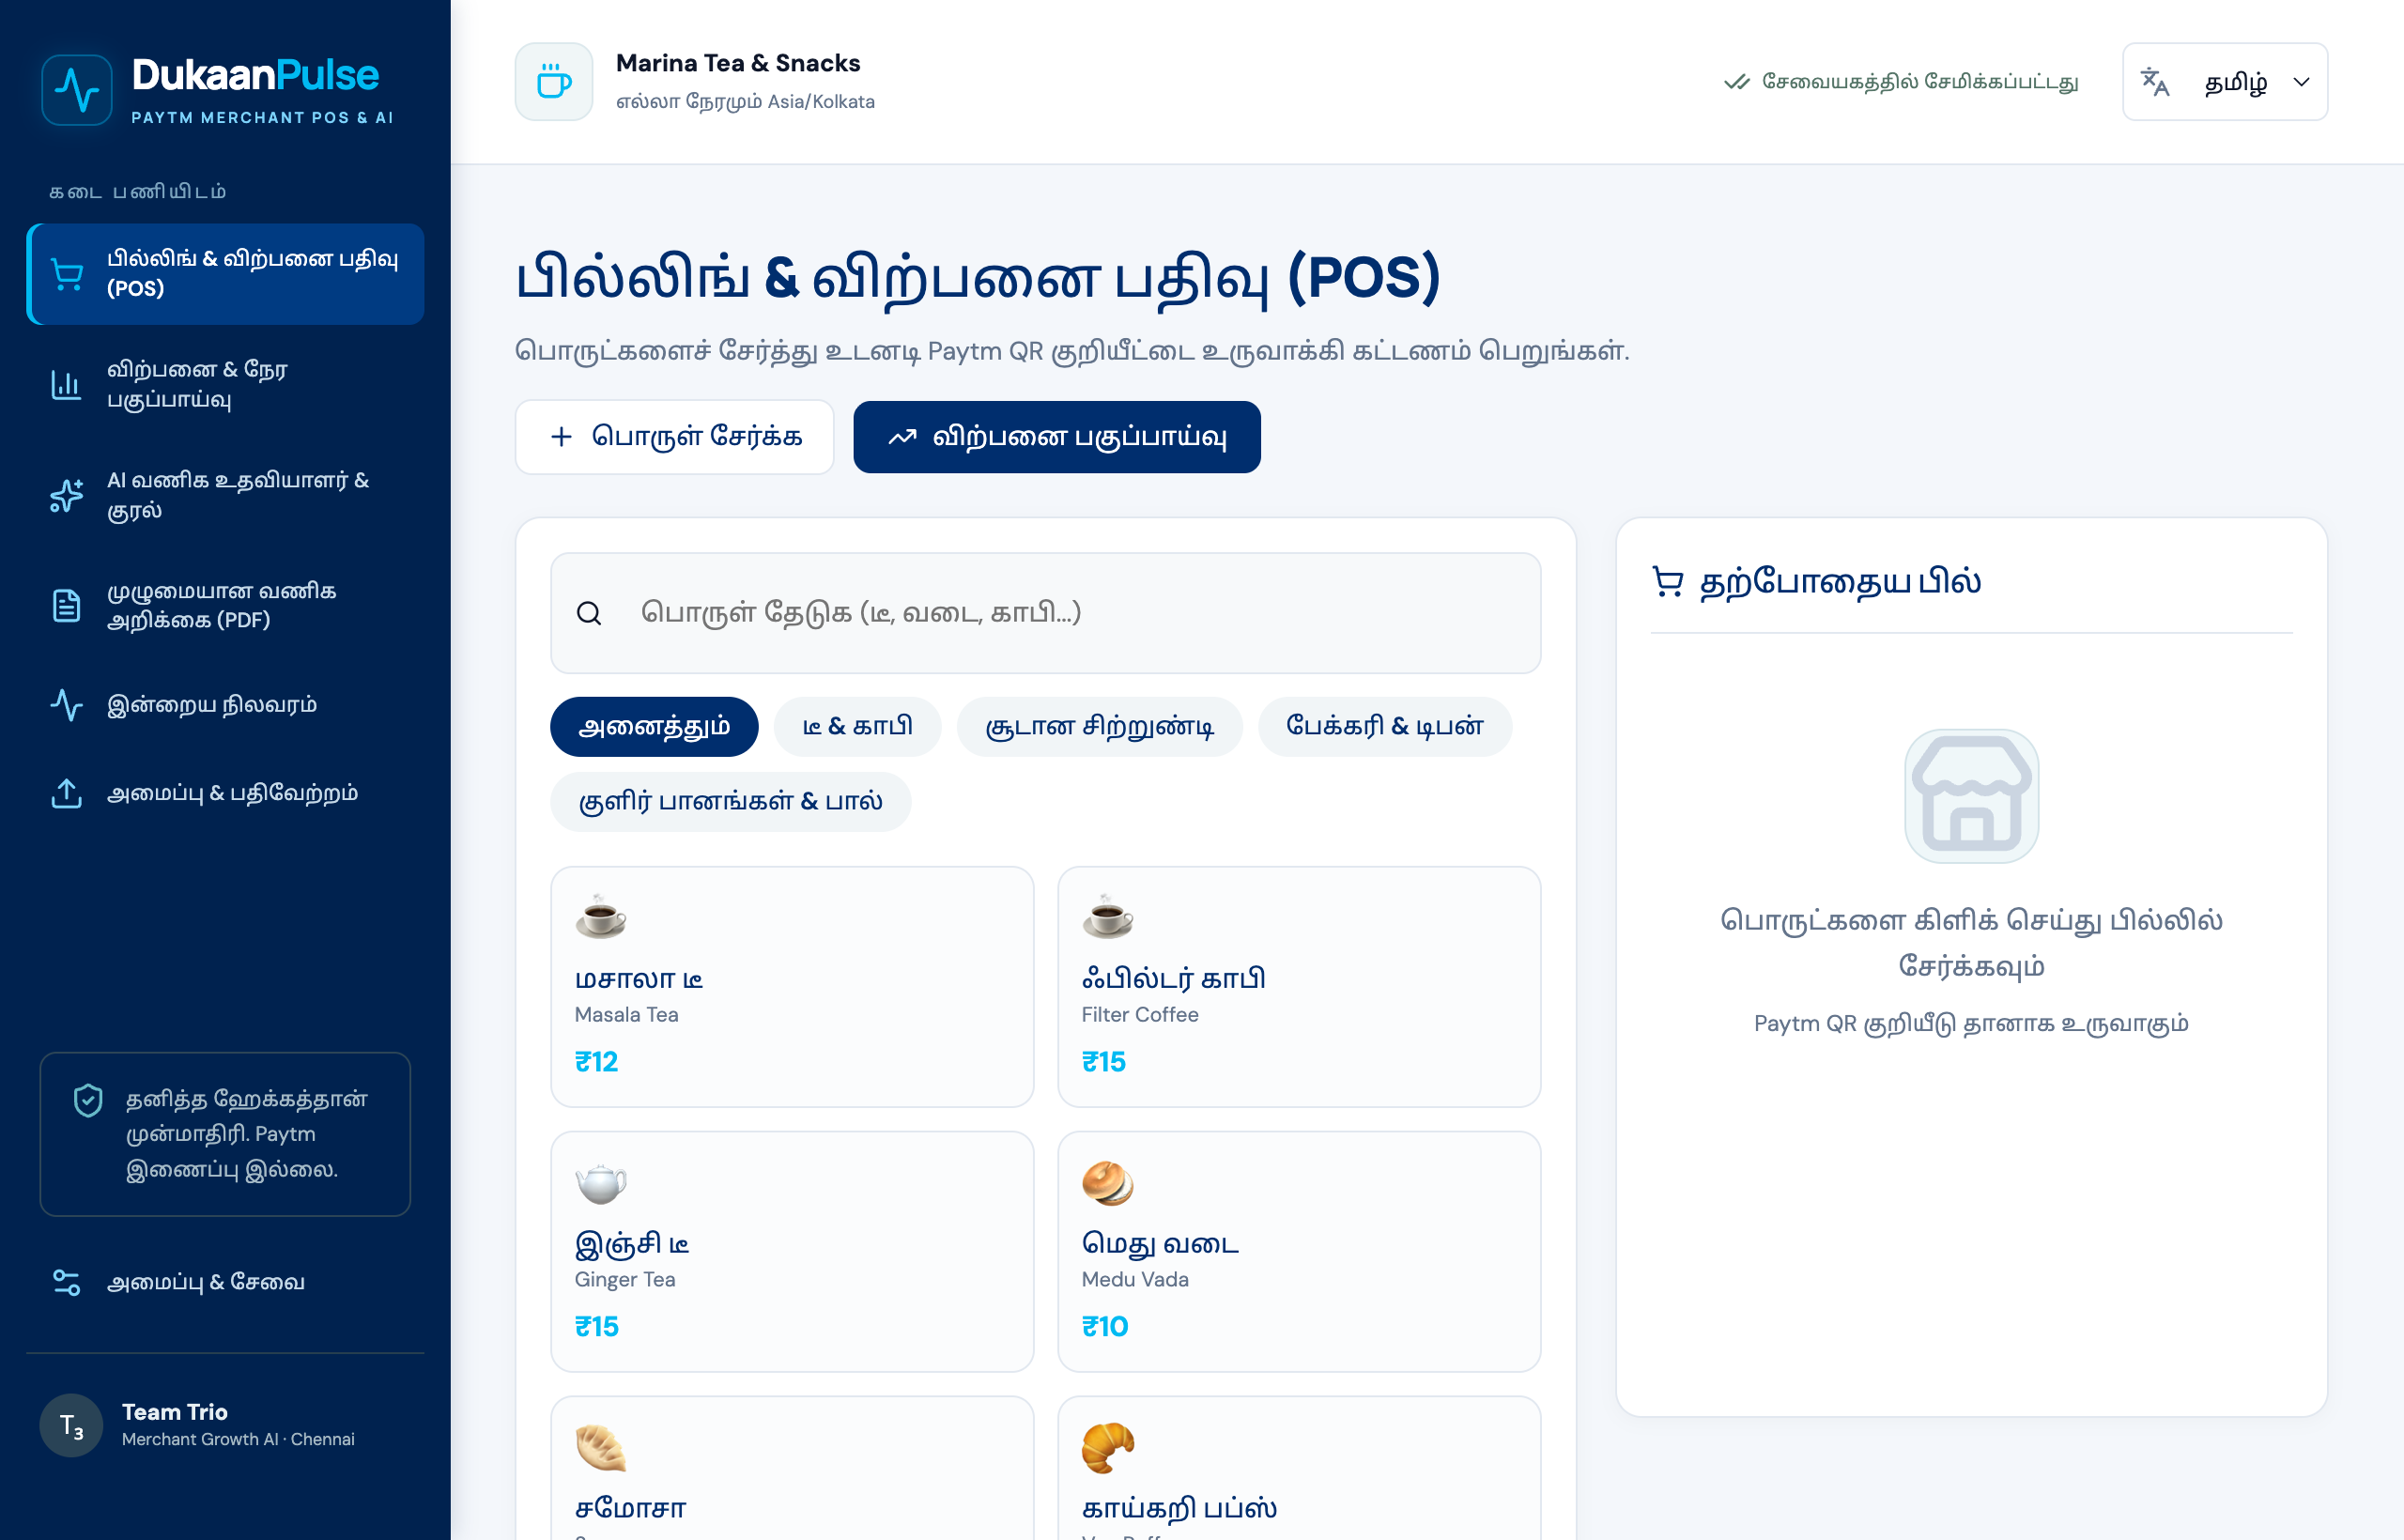 DukaanPulse
PAYTM MERCHANT POS & AI
கடை பணியிடம்
பில்லிங் & விற்பனை பதிவு
(POS)
விற்பனை & நேர
பகுப்பாய்வு
AI வணிக உதவியாளர் &
குரல்
முழுமையான வணிக
அறிக்கை (PDF)
இன்றைய நிலவரம்
அமைப்பு & பதிவேற்றம்
தனித்த ஹேக்கத்தான்
முன்மாதிரி. Paytm
இணைப்பு இல்லை.
அமைப்பு & சேவை
T3
Team Trio
Merchant Growth AI · Chennai
Marina Tea & Snacks
எல்லா நேரமும் Asia/Kolkata
சேவையகத்தில் சேமிக்கப்பட்டது
தமிழ்
பில்லிங் & விற்பனை பதிவு (POS)
பொருட்களைச் சேர்த்து உடனடி Paytm QR குறியீட்டை உருவாக்கி கட்டணம் பெறுங்கள்.
+ பொருள் சேர்க்க
விற்பனை பகுப்பாய்வு
பொருள் தேடுக (டீ, வடை, காபி...)
அனைத்தும்
டீ & காபி
சூடான சிற்றுண்டி
பேக்கரி & டிபன்
குளிர் பானங்கள் & பால்
மசாலா டீ
Masala Tea
₹12
ஃபில்டர் காபி
Filter Coffee
₹15
இஞ்சி டீ
Ginger Tea
₹15
மெது வடை
Medu Vada
₹10
சமோசா
காய்கறி பப்ஸ்
தற்போதைய பில்
பொருட்களை கிளிக் செய்து பில்லில்
சேர்க்கவும்
Paytm QR குறியீடு தானாக உருவாகும்